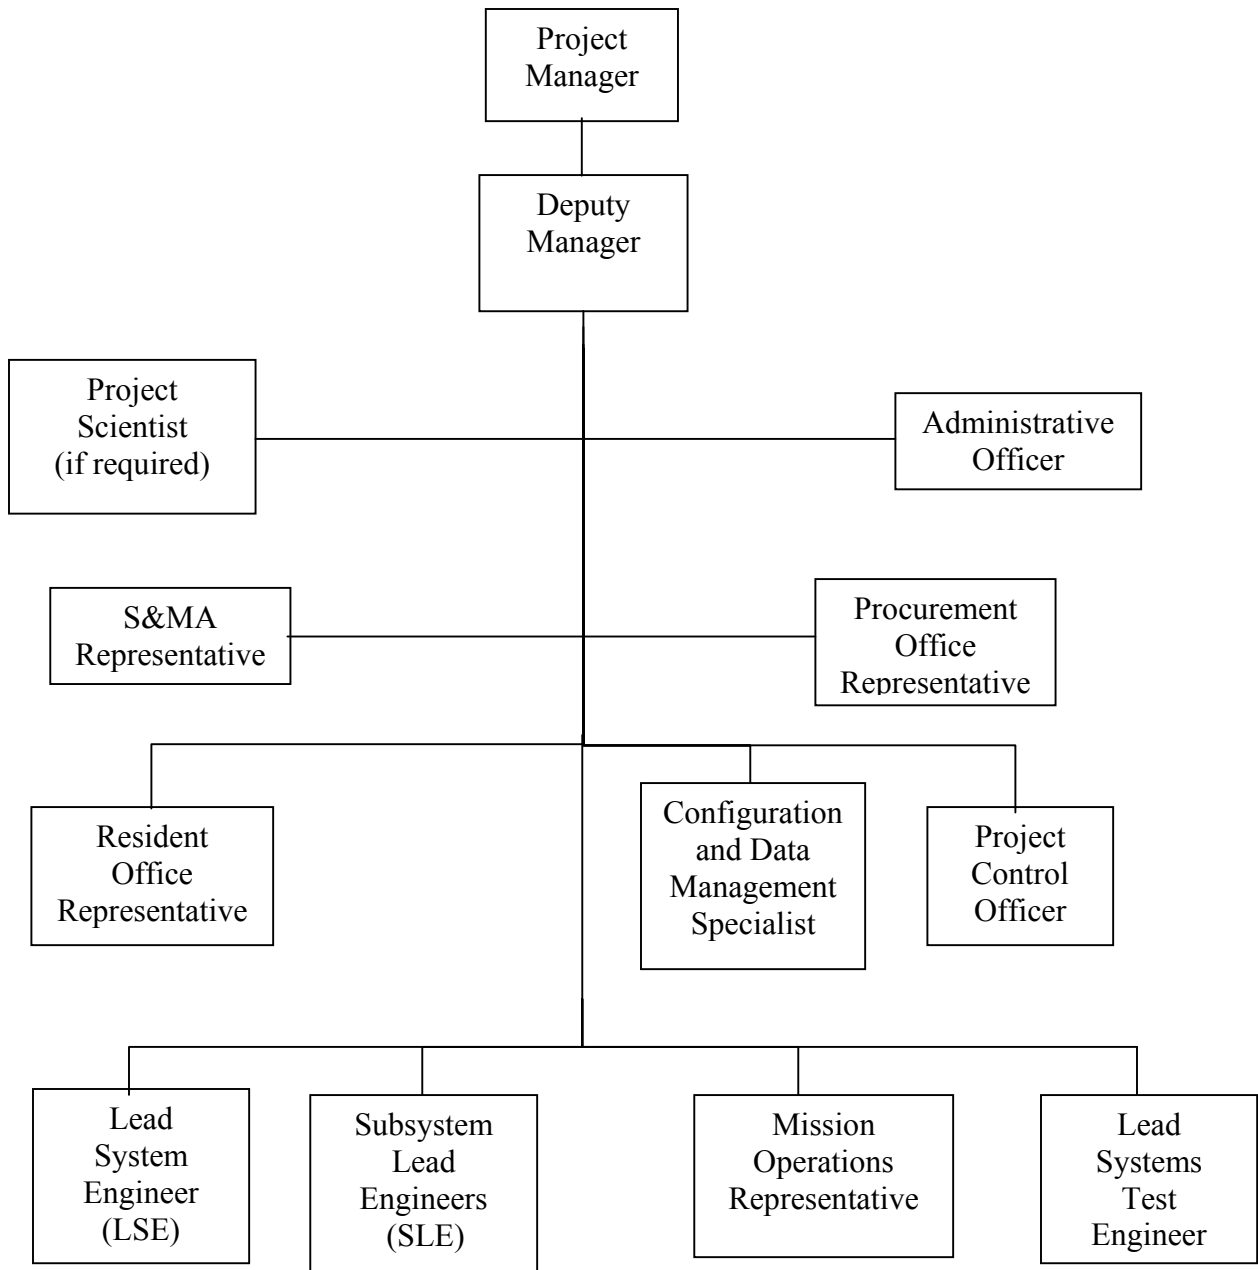 Project
Manager
Deputy
Manager
Project
Scientist
(if required)
Administrative
Officer
S&MA
Representative
Procurement
Office
Representative
Resident
Office
Representative
Configuration
and Data
Management
Specialist
Project
Control
Officer
Lead
System
Engineer
(LSE)
Subsystem
Lead
Engineers
(SLE)
Mission
Operations
Representative
Lead
Systems
Test
Engineer